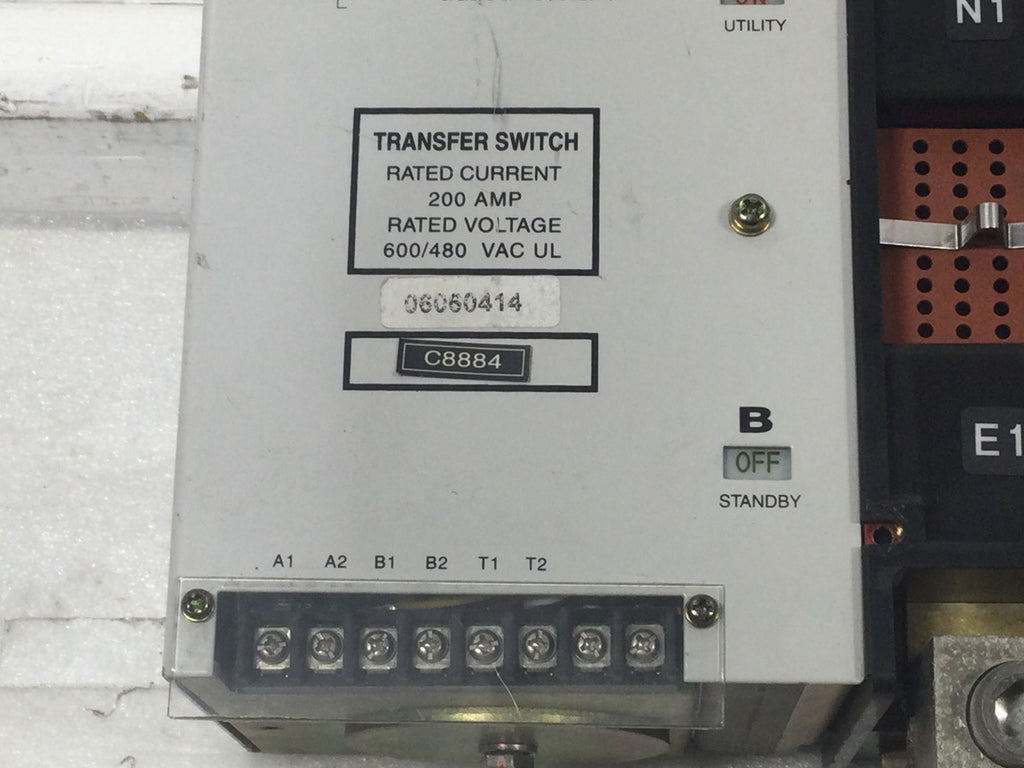 UTILITY
N1
TRANSFER SWITCH
RATED CURRENT
200 AMP
RATED VOLTAGE
600/480 VAC UL
06060414
C8884
B
OFF
STANDBY
E1
A1 A2 B1 B2 T1 T2